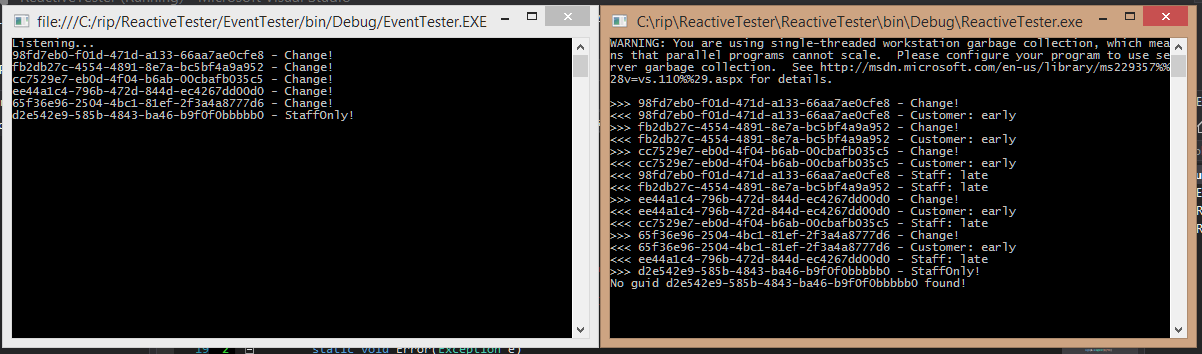 file:///C:/rip/ReactiveTester/EventTester/bin/Debug/EventTester.EXE
Listening...
98fd7eb0-f01d-471d-a133-66aa7ae0cfe8 - Change!
fb2db27c-4554-4891-8e7a-bc5bf4a9a952 - Change!
cc7529e7-eb0d-4f04-b6ab-00cbafb035c5 - Change!
ee44a1c4-796b-472d-844d-ec4267dd00d0 - Change!
65f36e96-2504-4bc1-81ef-2f3a4a8777d6 - Change!
d2e542e9-585b-4843-ba46-b9f0f0bbbbb0 - StaffOnly!
C:\rip\ReactiveTester\ReactiveTester\bin\Debug\ReactiveTester.exe
WARNING: You are using single-threaded workstation garbage collection, which mea
ns that parallel programs cannot scale.  Please configure your program to use se
rver garbage collection.  See http://msdn.microsoft.com/en-us/library/ms229357%%
28v=vs.110%%29.aspx for details.
>>> 98fd7eb0-f01d-471d-a133-66aa7ae0cfe8 - Change!
<<< 98fd7eb0-f01d-471d-a133-66aa7ae0cfe8 - Customer: early
>>> fb2db27c-4554-4891-8e7a-bc5bf4a9a952 - Change!
<<< fb2db27c-4554-4891-8e7a-bc5bf4a9a952 - Customer: early
>>> cc7529e7-eb0d-4f04-b6ab-00cbafb035c5 - Change!
<<< cc7529e7-eb0d-4f04-b6ab-00cbafb035c5 - Customer: early
<<< 98fd7eb0-f01d-471d-a133-66aa7ae0cfe8 - Staff: late
<<< fb2db27c-4554-4891-8e7a-bc5bf4a9a952 - Staff: late
>>> ee44a1c4-796b-472d-844d-ec4267dd00d0 - Change!
<<< ee44a1c4-796b-472d-844d-ec4267dd00d0 - Customer: early
<<< cc7529e7-eb0d-4f04-b6ab-00cbafb035c5 - Staff: late
>>> 65f36e96-2504-4bc1-81ef-2f3a4a8777d6 - Change!
<<< 65f36e96-2504-4bc1-81ef-2f3a4a8777d6 - Customer: early
<<< ee44a1c4-796b-472d-844d-ec4267dd00d0 - Staff: late
>>> d2e542e9-585b-4843-ba46-b9f0f0bbbbb0 - StaffOnly!
No guid d2e542e9-585b-4843-ba46-b9f0f0bbbbb0 found!
19 2 static void Error(Exception e)